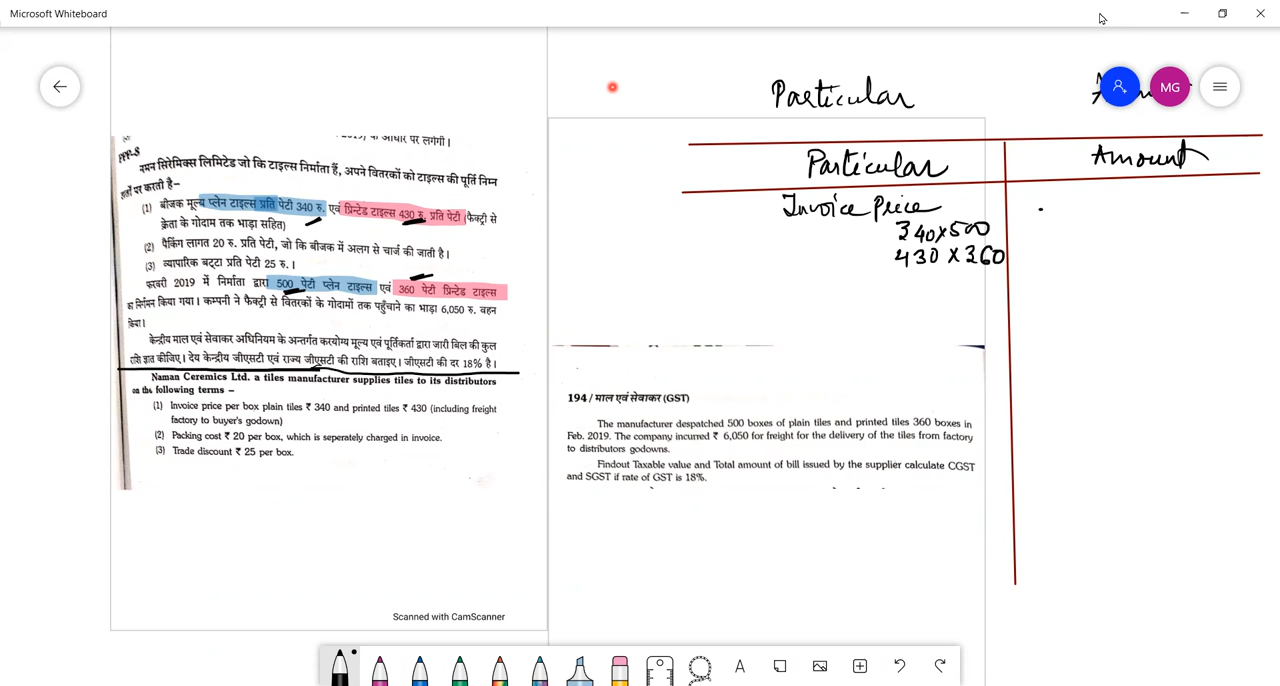 Microsoft Whiteboard
MG
2019) के आधार पर लगेगी।
PPP-8
नमन सिरेमिक्स लिमिटेड जो कि टाइल्स निर्माता हैं, अपने वितरकों को टाइल्स की पूर्ति निम्न
शर्तों पर करती है–
(1) बीजक मूल्य प्लेन टाइल्स प्रति पेटी 340 रु. एवं प्रिन्टेड टाइल्स 430 रु. प्रति पेटी (फैक्ट्री से
क्रेता के गोदाम तक भाड़ा सहित)
(2) पैकिंग लागत 20 रु. प्रति पेटी, जो कि बीजक में अलग से चार्ज की जाती है।
(3) व्यापारिक बट्टा प्रति पेटी 25 रु.।
फरवरी 2019 में निर्माता द्वारा 500 पेटी प्लेन टाइल्स एवं 360 पेटी प्रिन्टेड टाइल्स
का निर्गमन किया गया। कम्पनी ने फैक्ट्री से वितरकों के गोदामों तक पहुँचाने का भाड़ा 6,050 रु. वहन
किया।
केन्द्रीय माल एवं सेवाकर अधिनियम के अन्तर्गत करयोग्य मूल्य एवं पूर्तिकर्ता द्वारा जारी बिल की कुल
राशि ज्ञात कीजिए। देय केन्द्रीय जीएसटी एवं राज्य जीएसटी की राशि बताइए। जीएसटी की दर 18% है।
Naman Ceremics Ltd. a tiles manufacturer supplies tiles to its distributors
on the following terms –
(1) Invoice price per box plain tiles ₹ 340 and printed tiles ₹ 430 (including freight
factory to buyer's godown)
(2) Packing cost ₹ 20 per box, which is seperately charged in invoice.
(3) Trade discount ₹ 25 per box.
Scanned with CamScanner
Particular
Particular Amount
Invoice Price
340×500
430×360
194 / माल एवं सेवाकर (GST)
The manufacturer despatched 500 boxes of plain tiles and printed tiles 360 boxes in
Feb. 2019. The company incurred ₹ 6,050 for freight for the delivery of the tiles from factory
to distributors godowns.
Findout Taxable value and Total amount of bill issued by the supplier calculate CGST
and SGST if rate of GST is 18%.
A